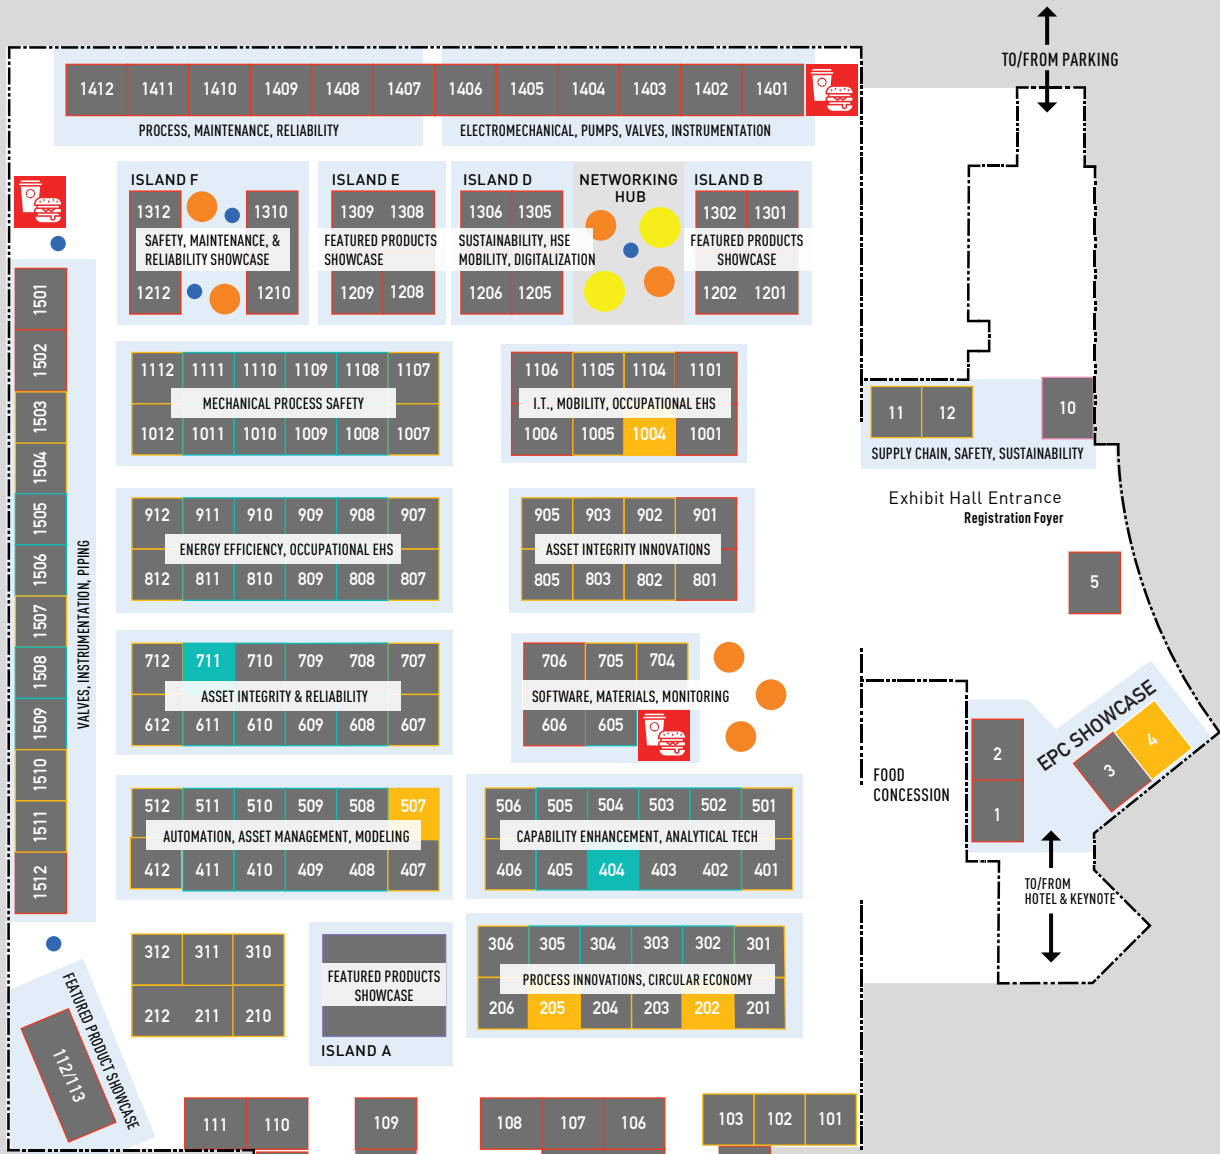 TO/FROM PARKING
1412 1411 1410 1409 1408 1407 1406 1405 1404 1403 1402 1401
PROCESS, MAINTENANCE, RELIABILITY
ELECTROMECHANICAL, PUMPS, VALVES, INSTRUMENTATION
ISLAND F
1312 1310
SAFETY, MAINTENANCE, &
RELIABILITY SHOWCASE
1212 1210
ISLAND E
1309 1308
FEATURED PRODUCTS
SHOWCASE
1209 1208
ISLAND D
1306 1305
SUSTAINABILITY, HSE
MOBILITY, DIGITALIZATION
1206 1205
NETWORKING
HUB
ISLAND B
1302 1301
FEATURED PRODUCTS
SHOWCASE
1202 1201
1501
1502
1503
1504
1505
1506
1507
1508
1509
1510
1511
1512
VALVES, INSTRUMENTATION, PIPING
1112 1111 1110 1109 1108 1107
MECHANICAL PROCESS SAFETY
1012 1011 1010 1009 1008 1007
1106 1105 1104 1101
I.T., MOBILITY, OCCUPATIONAL EHS
1006 1005 1004 1001
11 12 10
SUPPLY CHAIN, SAFETY, SUSTAINABILITY
Exhibit Hall Entrance
Registration Foyer
912 911 910 909 908 907
ENERGY EFFICIENCY, OCCUPATIONAL EHS
812 811 810 809 808 807
905 903 902 901
ASSET INTEGRITY INNOVATIONS
805 803 802 801
5
712 711 710 709 708 707
ASSET INTEGRITY & RELIABILITY
612 611 610 609 608 607
706 705 704
SOFTWARE, MATERIALS, MONITORING
606 605
EPC SHOWCASE
2
1
3
4
FOOD
CONCESSION
TO/FROM
HOTEL & KEYNOTE
512 511 510 509 508 507
AUTOMATION, ASSET MANAGEMENT, MODELING
412 411 410 409 408 407
506 505 504 503 502 501
CAPABILITY ENHANCEMENT, ANALYTICAL TECH
406 405 404 403 402 401
312 311 310
212 211 210
FEATURED PRODUCTS
SHOWCASE
ISLAND A
306 305 304 303 302 301
PROCESS INNOVATIONS, CIRCULAR ECONOMY
206 205 204 203 202 201
FEATURED PRODUCT SHOWCASE
112/113
111 110 109 108 107 106 103 102 101